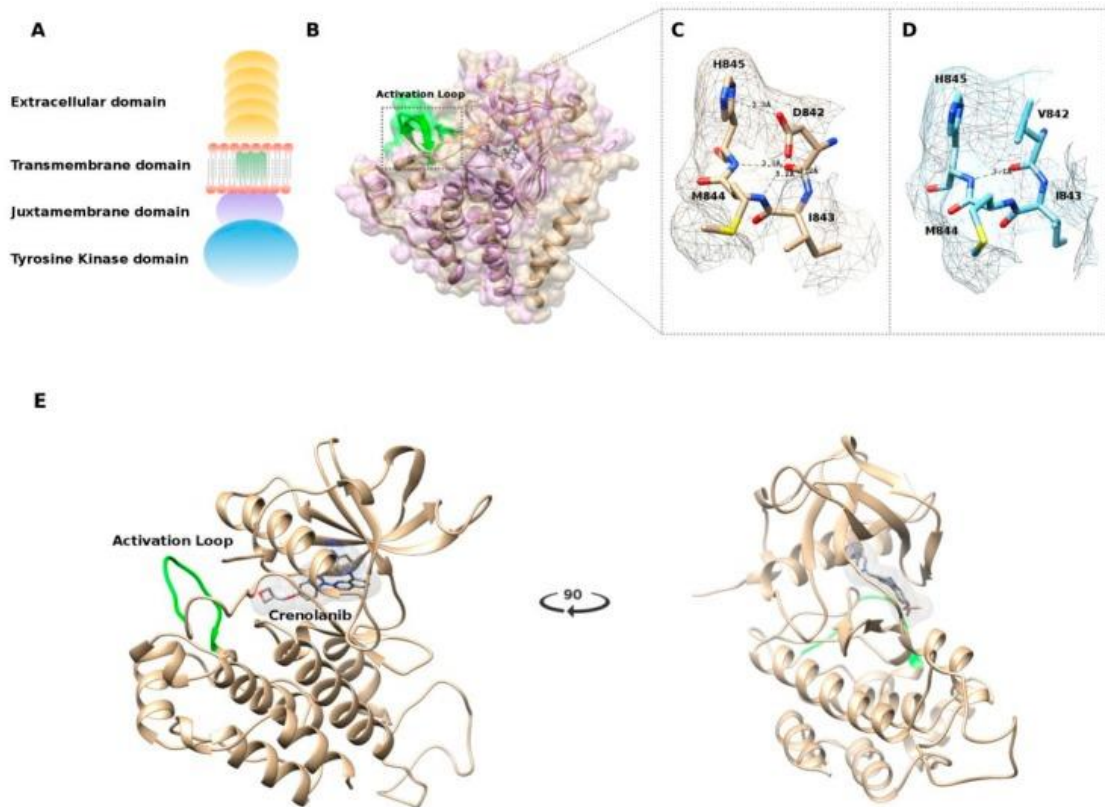 A
Extracellular domain
Transmembrane domain
Juxtamembrane domain
Tyrosine Kinase domain
B
Activation Loop
C
H845
D842
M844
I843
D
H845
V842
I843
M844
E
Activation Loop
Crenolanib
90